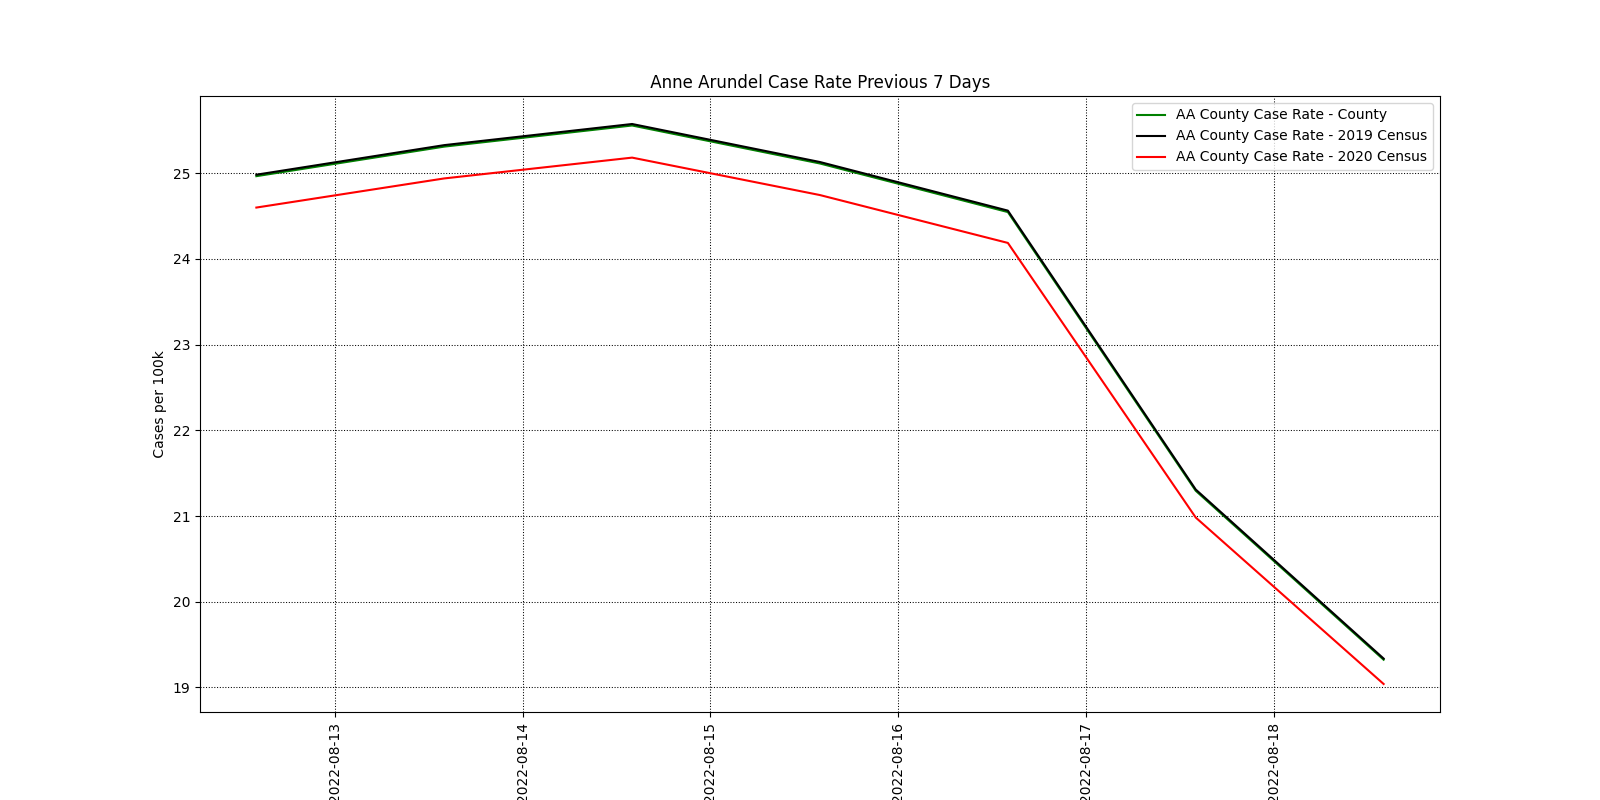 Anne Arundel Case Rate Previous 7 Days
AA County Case Rate - County
AA County Case Rate - 2019 Census
AA County Case Rate - 2020 Census
Cases per 100k
25
24
23
22
21
20
19
2022-08-13
2022-08-14
2022-08-15
2022-08-16
2022-08-17
2022-08-18